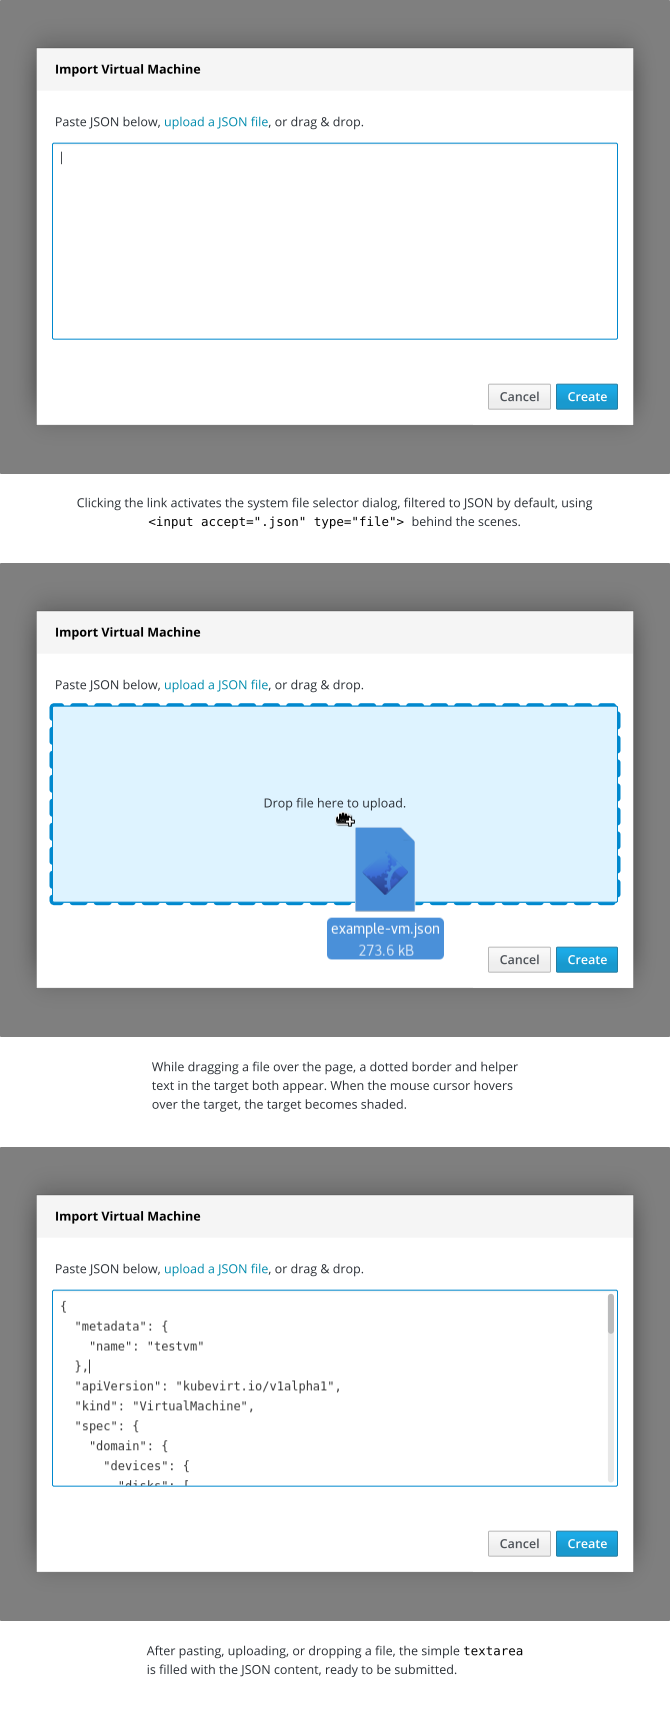 Import Virtual Machine
Paste JSON below, upload a JSON file, or drag & drop.
Cancel
Create
Clicking the link activates the system file selector dialog, filtered to JSON by default, using
<input accept=".json" type="file"> behind the scenes.
Import Virtual Machine
Paste JSON below, upload a JSON file, or drag & drop.
Drop file here to upload.
example-vm.json
273.6 kB
Cancel
Create
While dragging a file over the page, a dotted border and helper
text in the target both appear. When the mouse cursor hovers
over the target, the target becomes shaded.
Import Virtual Machine
Paste JSON below, upload a JSON file, or drag & drop.
{
  "metadata": {
    "name": "testvm"
  },
  "apiVersion": "kubevirt.io/v1alpha1",
  "kind": "VirtualMachine",
  "spec": {
    "domain": {
      "devices": {
        "disks": [
Cancel
Create
After pasting, uploading, or dropping a file, the simple textarea
is filled with the JSON content, ready to be submitted.